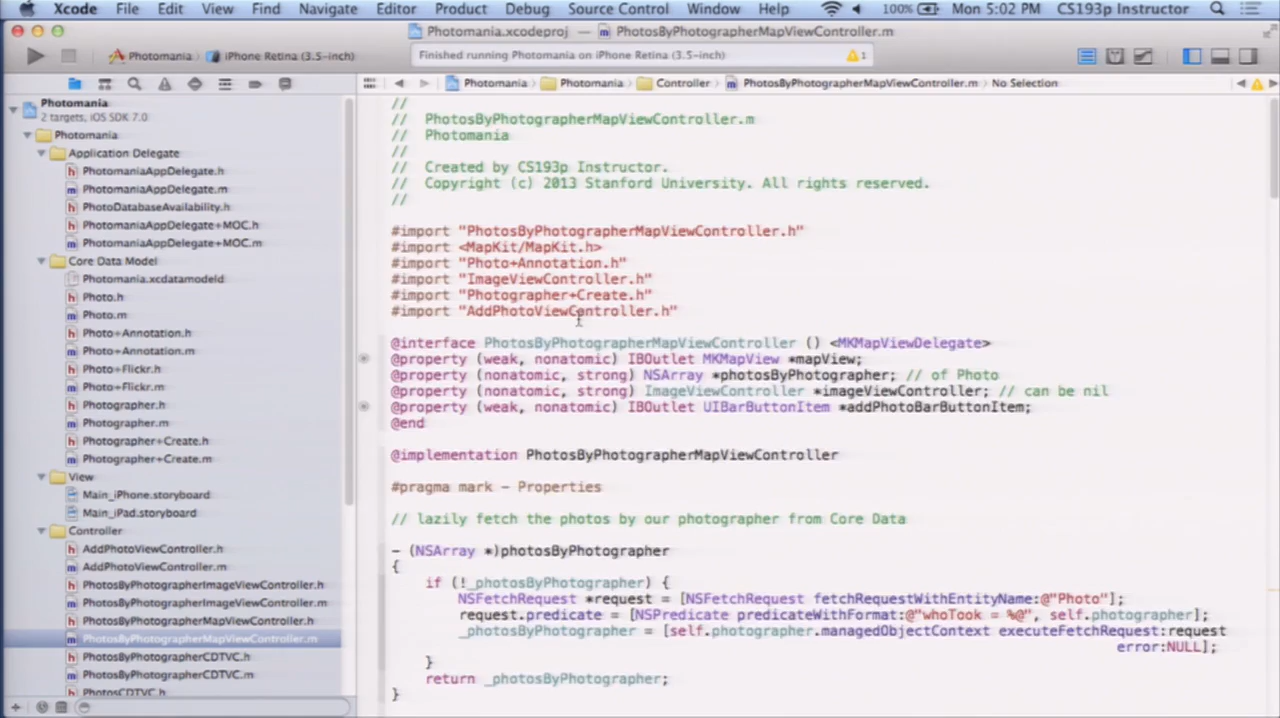 Xcode File Edit View Find Navigate Editor Product Debug Source Control Window Help 100% Mon 5:02 PM CS193p Instructor
Photomania.xcodeproj — PhotosByPhotographerMapViewController.m
Photomania iPhone Retina (3.5-inch) Finished running Photomania on iPhone Retina (3.5-inch) 1
Photomania Photomania Controller PhotosByPhotographerMapViewController.m No Selection
Photomania
2 targets, iOS SDK 7.0
Photomania
Application Delegate
h PhotomaniaAppDelegate.h
m PhotomaniaAppDelegate.m
h PhotoDatabaseAvailability.h
h PhotomaniaAppDelegate+MOC.h
m PhotomaniaAppDelegate+MOC.m
Core Data Model
Photomania.xcdatamodeld
h Photo.h
m Photo.m
h Photo+Annotation.h
m Photo+Annotation.m
h Photo+Flickr.h
m Photo+Flickr.m
h Photographer.h
m Photographer.m
h Photographer+Create.h
m Photographer+Create.m
View
Main_iPhone.storyboard
Main_iPad.storyboard
Controller
h AddPhotoViewController.h
m AddPhotoViewController.m
h PhotosByPhotographerImageViewController.h
m PhotosByPhotographerImageViewController.m
h PhotosByPhotographerMapViewController.h
m PhotosByPhotographerMapViewController.m
h PhotosByPhotographerCDTVC.h
m PhotosByPhotographerCDTVC.m
h PhotosCDTVC.h
//
//  PhotosByPhotographerMapViewController.m
//  Photomania
//
//  Created by CS193p Instructor.
//  Copyright (c) 2013 Stanford University. All rights reserved.
//
#import "PhotosByPhotographerMapViewController.h"
#import <MapKit/MapKit.h>
#import "Photo+Annotation.h"
#import "ImageViewController.h"
#import "Photographer+Create.h"
#import "AddPhotoViewController.h"
@interface PhotosByPhotographerMapViewController () <MKMapViewDelegate>
@property (weak, nonatomic) IBOutlet MKMapView *mapView;
@property (nonatomic, strong) NSArray *photosByPhotographer; // of Photo
@property (nonatomic, strong) ImageViewController *imageViewController; // can be nil
@property (weak, nonatomic) IBOutlet UIBarButtonItem *addPhotoBarButtonItem;
@end
@implementation PhotosByPhotographerMapViewController
#pragma mark - Properties
// lazily fetch the photos by our photographer from Core Data
- (NSArray *)photosByPhotographer
{
if (!_photosByPhotographer) {
NSFetchRequest *request = [NSFetchRequest fetchRequestWithEntityName:@"Photo"];
request.predicate = [NSPredicate predicateWithFormat:@"whoTook = %@", self.photographer];
_photosByPhotographer = [self.photographer.managedObjectContext executeFetchRequest:request
error:NULL];
}
return _photosByPhotographer;
}